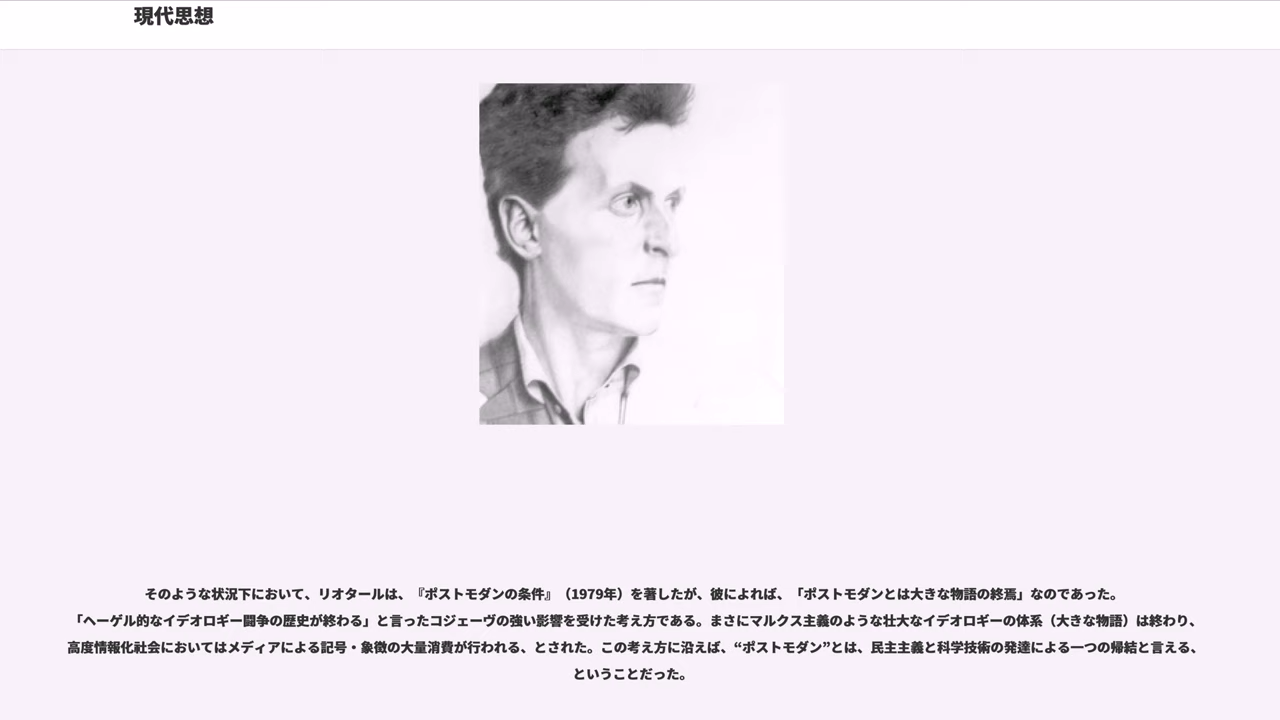 現代思想
そのような状況下において、リオタールは、『ポストモダンの条件』（1979年）を著したが、彼によれば、「ポストモダンとは大きな物語の終焉」なのであった。
「ヘーゲル的なイデオロギー闘争の歴史が終わる」と言ったコジェーヴの強い影響を受けた考え方である。まさにマルクス主義のような壮大なイデオロギーの体系（大きな物語）は終わり、
高度情報化社会においてはメディアによる記号・象徴の大量消費が行われる、とされた。この考え方に沿えば、“ポストモダン”とは、民主主義と科学技術の発達による一つの帰結と言える、
ということだった。